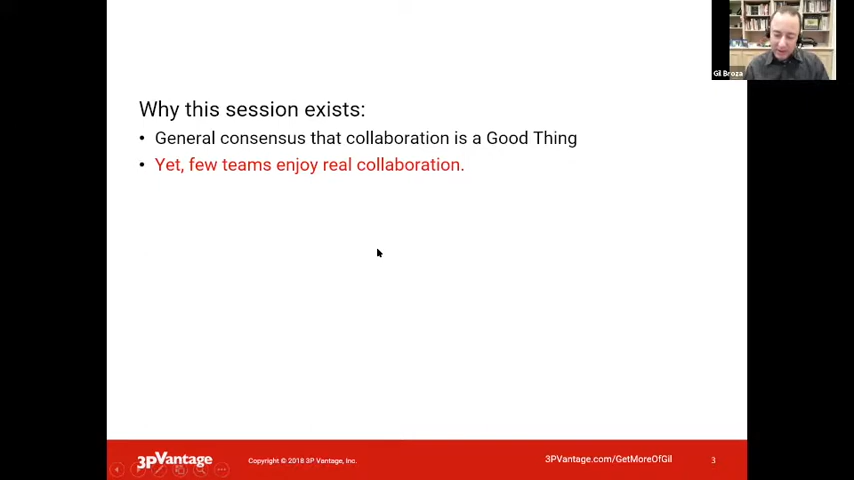 Gil Broza
Why this session exists:
• General consensus that collaboration is a Good Thing
• Yet, few teams enjoy real collaboration.
3PVantage
Copyright © 2018 3P Vantage, Inc.
3PVantage.com/GetMoreOfGil
3